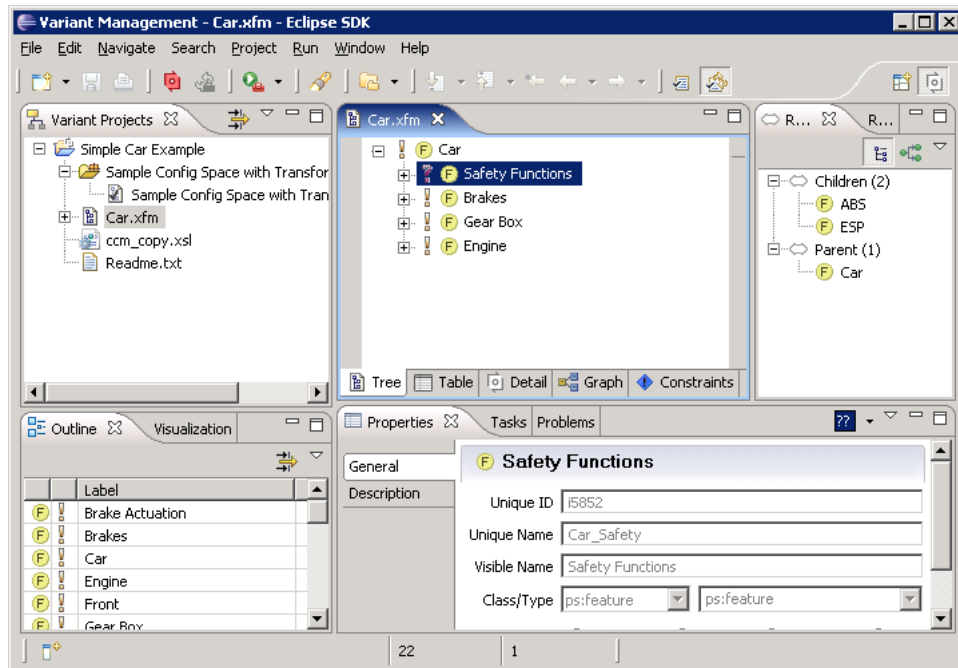 Variant Management - Car.xfm - Eclipse SDK
File Edit Navigate Search Project Run Window Help
Variant Projects
Simple Car Example
Sample Config Space with Transfor
Sample Config Space with Tran
Car.xfm
ccm_copy.xsl
Readme.txt
Car.xfm
F Car
F Safety Functions
F Brakes
F Gear Box
F Engine
Tree Table Detail Graph Constraints
R... R...
Children (2)
F ABS
F ESP
Parent (1)
F Car
Outline Visualization
Label
F Brake Actuation
F Brakes
F Car
F Engine
F Front
F Gear Box
Properties Tasks Problems
??
General
Description
F Safety Functions
Unique ID i5852
Unique Name Car_Safety
Visible Name Safety Functions
Class/Type ps:feature ps:feature
22 1